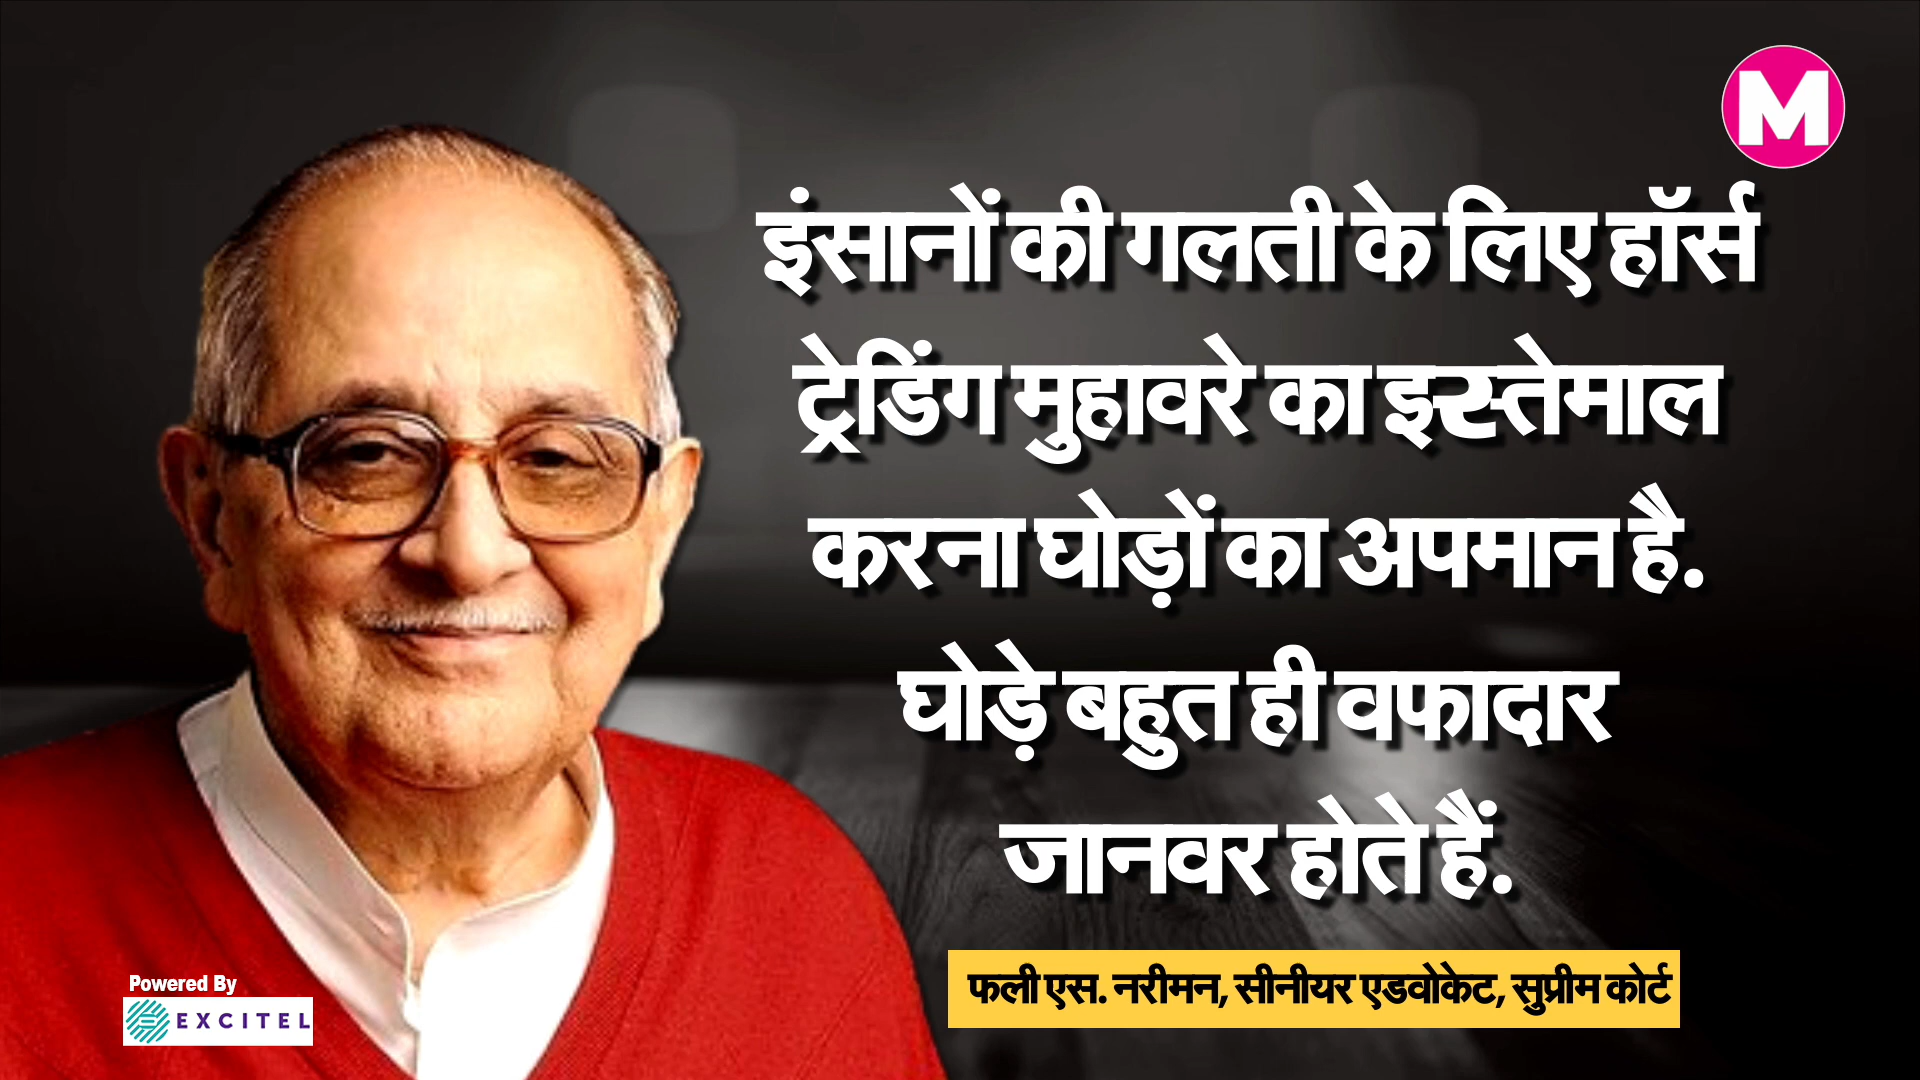 M
इंसानों की गलती के लिए हॉर्स
ट्रेडिंग मुहावरे का इस्तेमाल
करना घोड़ों का अपमान है.
घोड़े बहुत ही वफादार
जानवर होते हैं.
फली एस. नरीमन, सीनीयर एडवोकेट, सुप्रीम कोर्ट
Powered By
EXCITEL